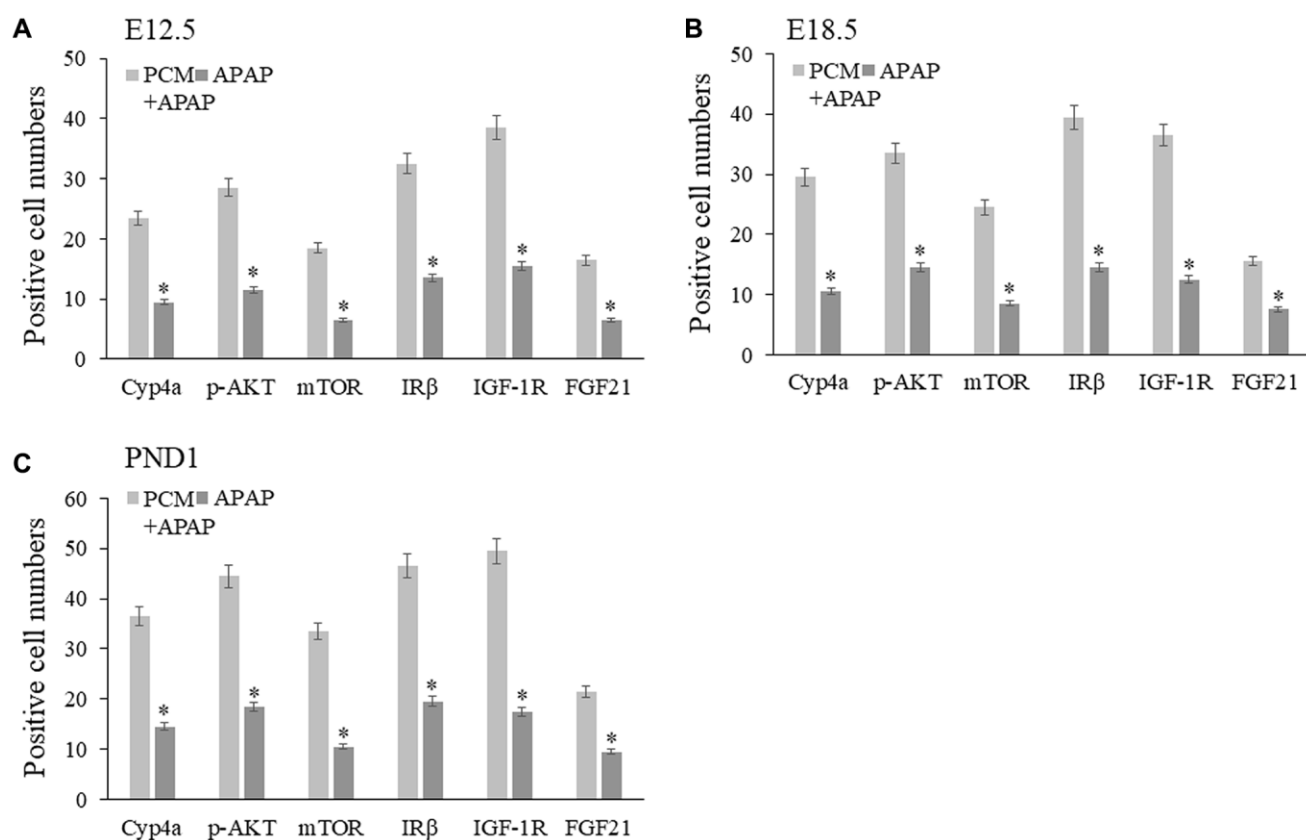 A
E12.5
Positive cell numbers
50
40
30
20
10
0
PCM APAP
+APAP
*
*
*
*
*
*
Cyp4a p-AKT mTOR IRβ IGF-1R FGF21
B
E18.5
Positive cell numbers
50
40
30
20
10
0
PCM APAP
+APAP
*
*
*
*
*
*
Cyp4a p-AKT mTOR IRβ IGF-1R FGF21
C
PND1
Positive cell numbers
60
50
40
30
20
10
0
PCM APAP
+APAP
*
*
*
*
*
*
Cyp4a p-AKT mTOR IRβ IGF-1R FGF21